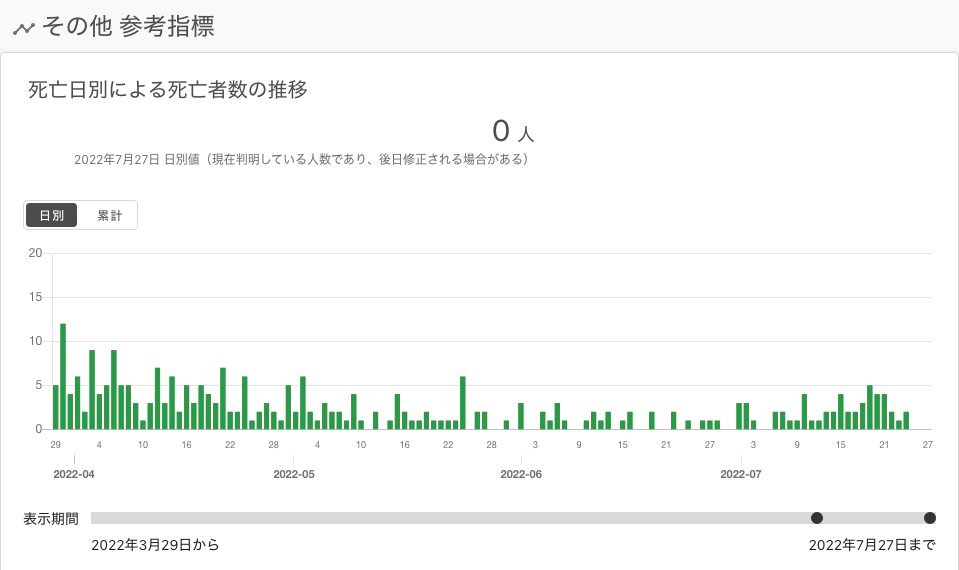 その他 参考指標
死亡日別による死亡者数の推移
0 人
2022年7月27日 日別値（現在判明している人数であり、後日修正される場合がある）
日別 累計
20
15
10
5
0
29 4 10 16 22 28 4 10 16 22 28 3 9 15 21 27 3 9 15 21 27
2022-04 2022-05 2022-06 2022-07
表示期間
2022年3月29日から 2022年7月27日まで